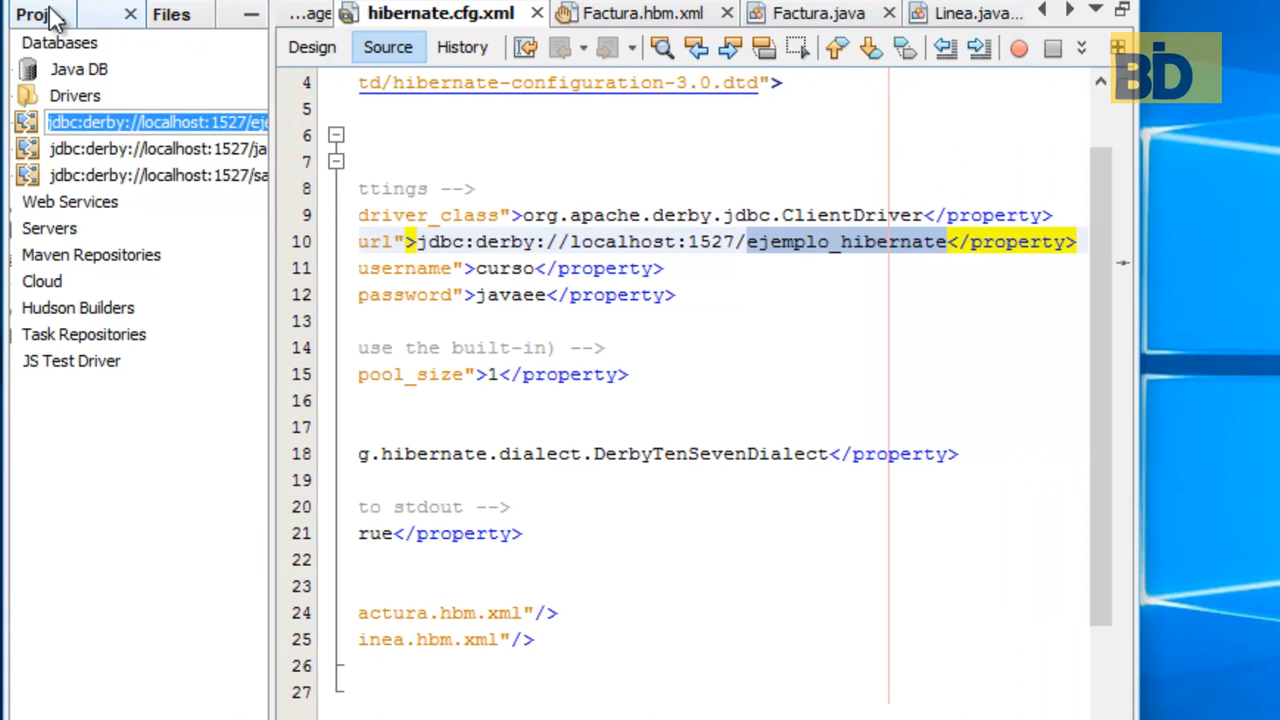 Proj
Files
...age
hibernate.cfg.xml
Factura.hbm.xml
Factura.java
Linea.java...
Databases
Java DB
Drivers
jdbc:derby://localhost:1527/eje
jdbc:derby://localhost:1527/ja
jdbc:derby://localhost:1527/sa
Web Services
Servers
Maven Repositories
Cloud
Hudson Builders
Task Repositories
JS Test Driver
Design
Source
History
BID
4 td/hibernate-configuration-3.0.dtd">
5
6
7
8 ttings -->
9 driver_class">org.apache.derby.jdbc.ClientDriver</property>
10 url">jdbc:derby://localhost:1527/ejemplo_hibernate</property>
11 username">curso</property>
12 password">javaee</property>
13
14 use the built-in) -->
15 pool_size">1</property>
16
17
18 g.hibernate.dialect.DerbyTenSevenDialect</property>
19
20 to stdout -->
21 rue</property>
22
23
24 actura.hbm.xml"/>
25 inea.hbm.xml"/>
26
27